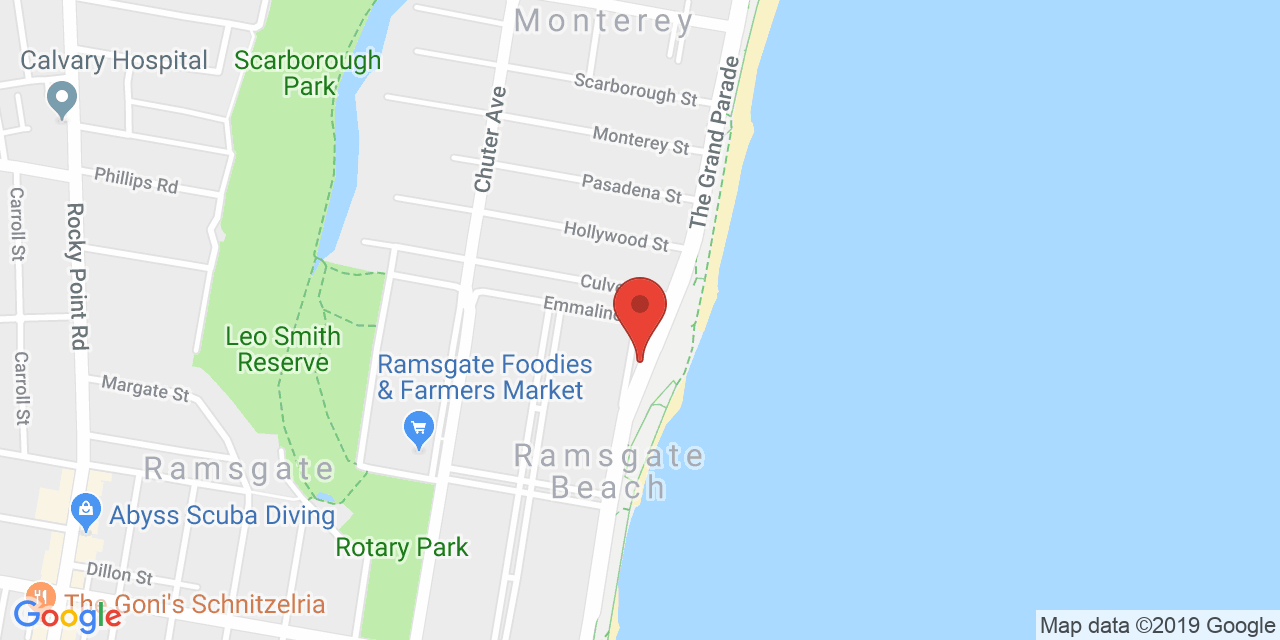 Monterey
Calvary Hospital
Scarborough
Park
Scarborough St
Chuter Ave
The Grand Parade
Monterey St
Phillips Rd
Pasadena St
Carroll St
Rocky Point Rd
Hollywood St
Culve
Emmaline
Leo Smith
Reserve
Ramsgate Foodies
& Farmers Market
Carroll St
Margate St
Ramsgate
Ramsgate
Beach
Abyss Scuba Diving
Rotary Park
Dillon St
The Goni's Schnitzelria
Google
Map data ©2019 Google